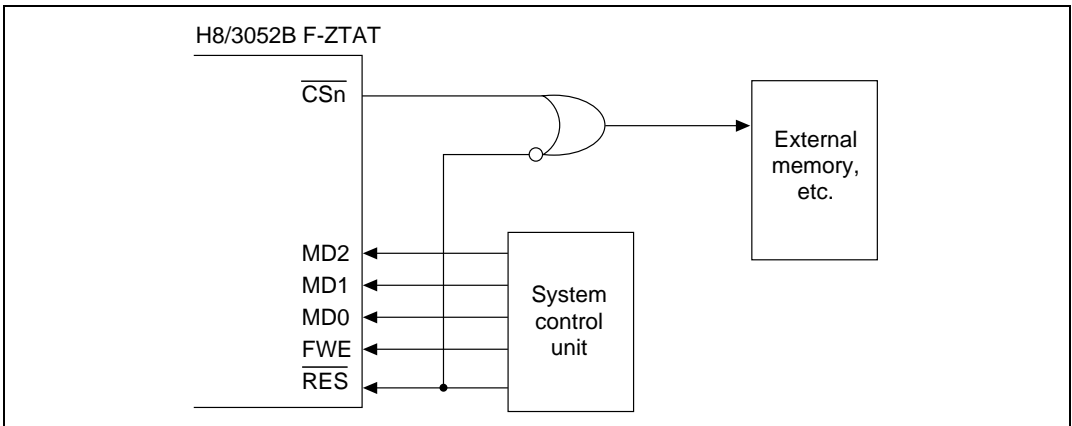 H8/3052B F-ZTAT
CSn
External
memory,
etc.
MD2
MD1
MD0
FWE
RES
System
control
unit